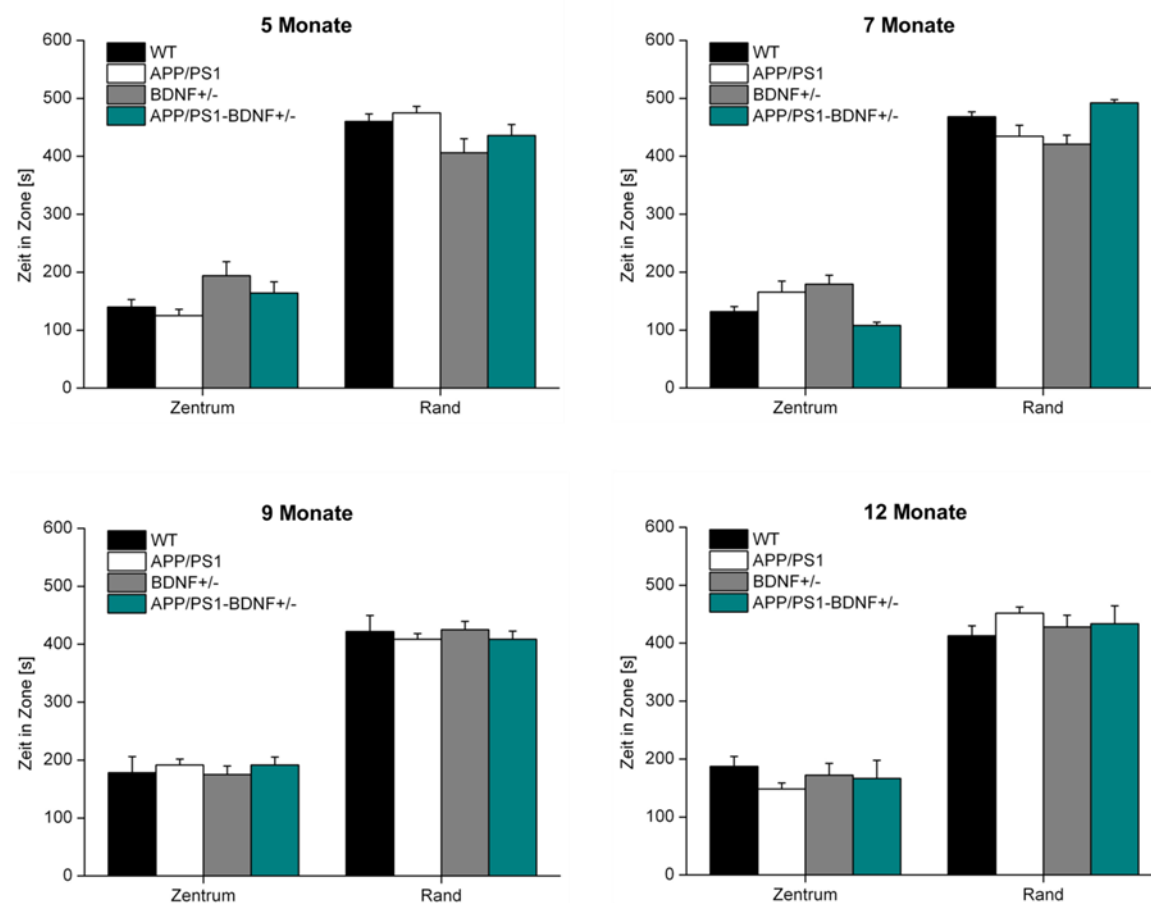 5 Monate
600
500
400
300
200
100
0
Zeit in Zone [s]
WT
APP/PS1
BDNF+/-
APP/PS1-BDNF+/-
Zentrum
Rand
7 Monate
600
500
400
300
200
100
0
Zeit in Zone [s]
WT
APP/PS1
BDNF+/-
APP/PS1-BDNF+/-
Zentrum
Rand
9 Monate
600
400
300
200
100
0
Zeit in Zone [s]
WT
APP/PS1
BDNF+/-
APP/PS1-BDNF+/-
Zentrum
Rand
12 Monate
600
500
400
300
200
100
0
Zeit in Zone [s]
WT
APP/PS1
BDNF+/-
APP/PS1-BDNF+/-
Zentrum
Rand